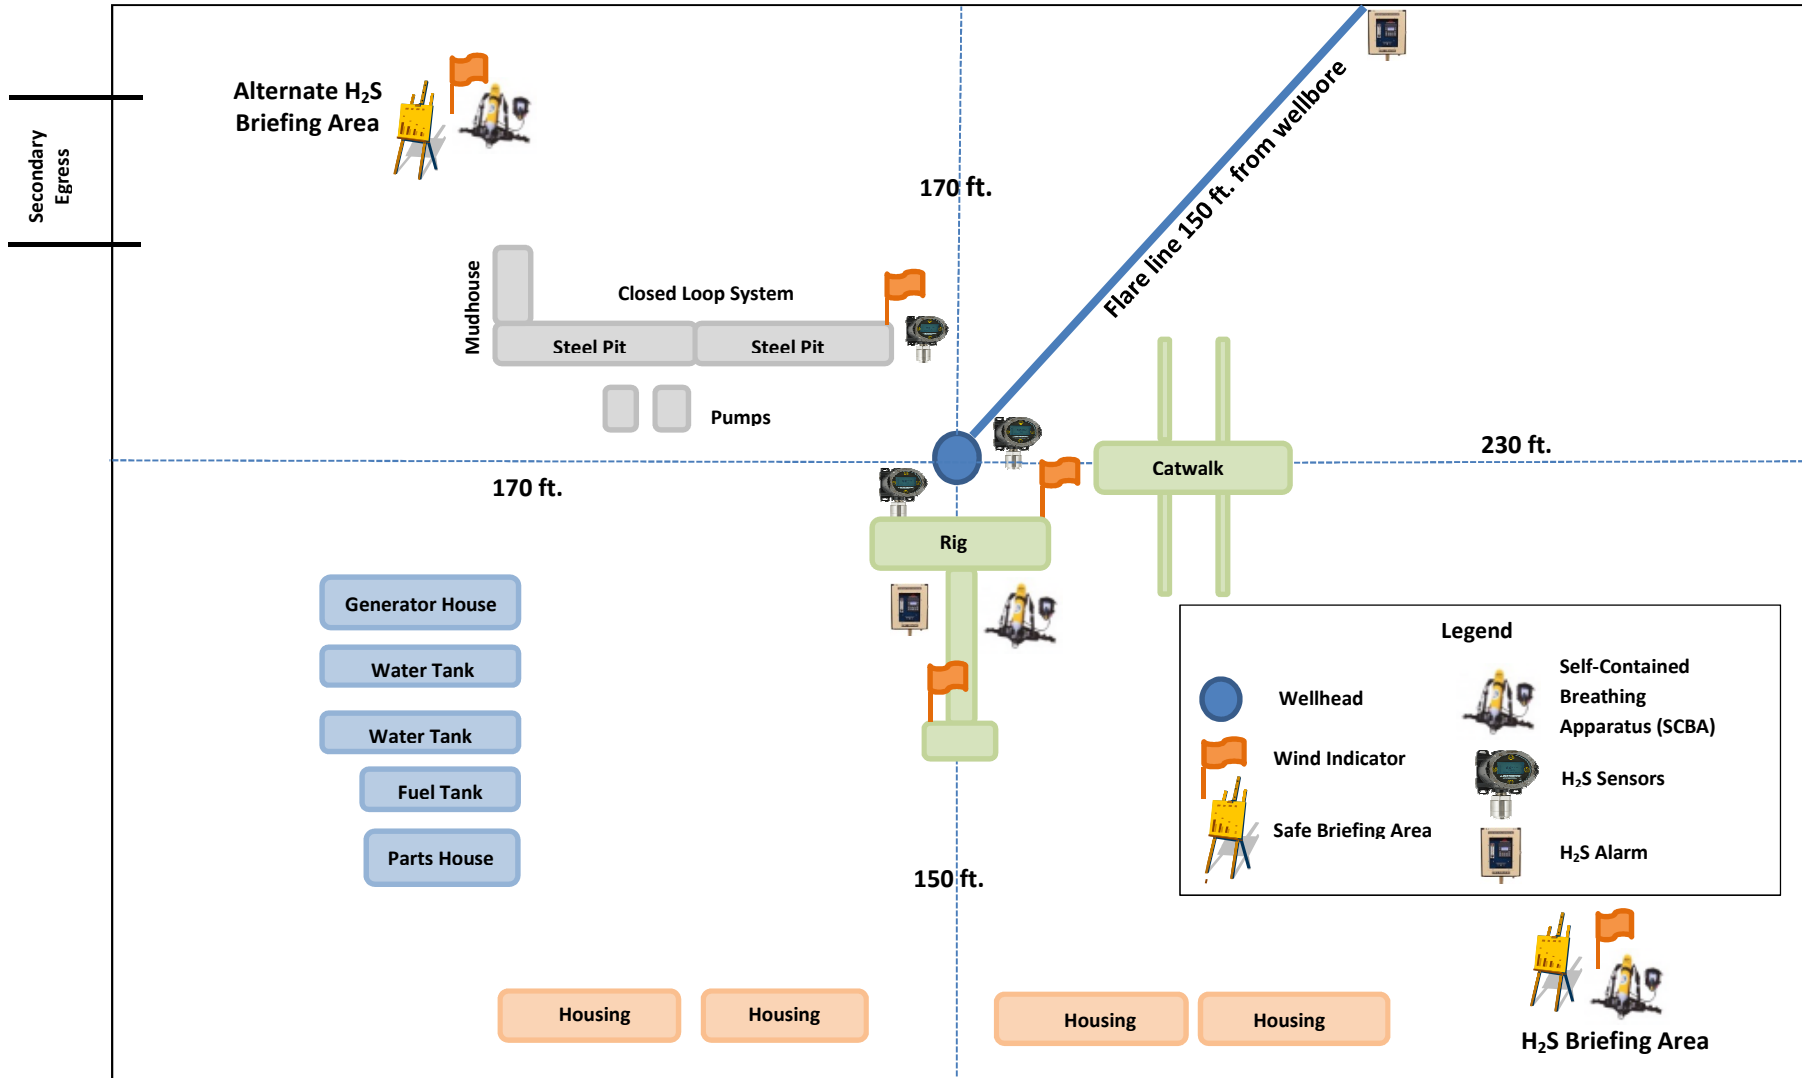 Alternate H₂S
Briefing Area
Secondary
Egress
170 ft.
Flare line 150 ft. from wellbore
Mudhouse
Closed Loop System
Steel Pit
Steel Pit
Pumps
170 ft.
230 ft.
Catwalk
Rig
Generator House
Water Tank
Water Tank
Fuel Tank
Parts House
150 ft.
Legend
Wellhead
Wind Indicator
Safe Briefing Area
Self-Contained
Breathing
Apparatus (SCBA)
H₂S Sensors
H₂S Alarm
Housing
Housing
Housing
Housing
H₂S Briefing Area